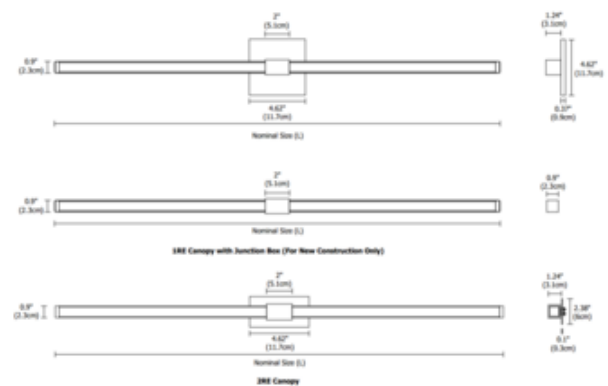 2"
(5.1cm)
1.24"
(3.1cm)
0.9"
(2.3cm)
4.62"
(11.7cm)
4.62"
(11.7cm)
0.37"
(0.9cm)
Nominal Size (L)
2"
(5.1cm)
0.9"
(2.3cm)
0.9"
(2.3cm)
Nominal Size (L)
1RE Canopy with Junction Box (For New Construction Only)
2"
(5.1cm)
1.24"
(3.1cm)
0.9"
(2.3cm)
2.38"
(6cm)
4.62"
(11.7cm)
0.1"
(0.3cm)
Nominal Size (L)
2RE Canopy